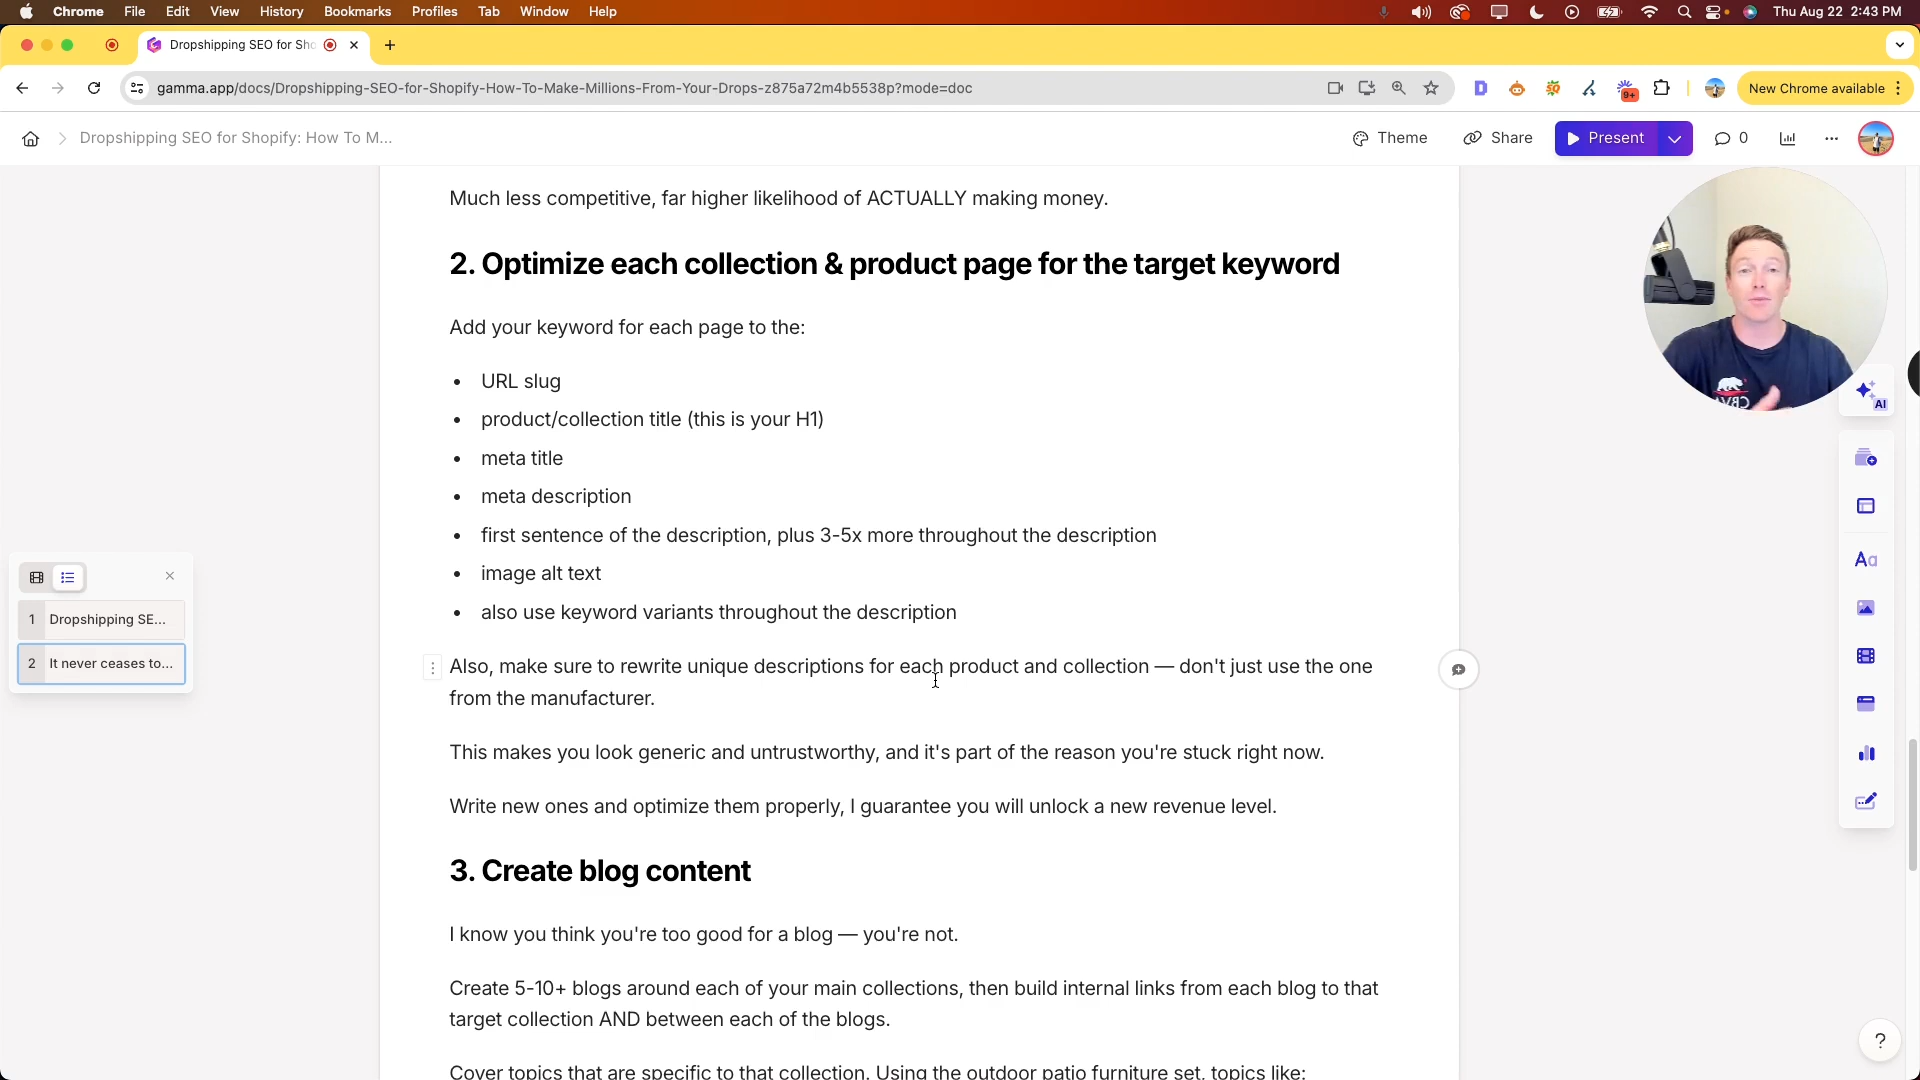 Chrome File Edit View History Bookmarks Profiles Tab Window Help Thu Aug 22 2:43 PM
Dropshipping SEO for Sho
gamma.app/docs/Dropshipping-SEO-for-Shopify-How-To-Make-Millions-From-Your-Drops-z875a72m4b5538p?mode=doc SQ 9+ New Chrome available
Dropshipping SEO for Shopify: How To M... Theme Share Present 0
Much less competitive, far higher likelihood of ACTUALLY making money.
2. Optimize each collection & product page for the target keyword
Add your keyword for each page to the:
• URL slug
• product/collection title (this is your H1)
• meta title
• meta description
• first sentence of the description, plus 3-5x more throughout the description
• image alt text
• also use keyword variants throughout the description
Also, make sure to rewrite unique descriptions for each product and collection — don't just use the one
from the manufacturer.
This makes you look generic and untrustworthy, and it's part of the reason you're stuck right now.
Write new ones and optimize them properly, I guarantee you will unlock a new revenue level.
3. Create blog content
I know you think you're too good for a blog — you're not.
Create 5-10+ blogs around each of your main collections, then build internal links from each blog to that
target collection AND between each of the blogs.
Cover topics that are specific to that collection. Using the outdoor patio furniture set, topics like:
1 Dropshipping SE...
2 It never ceases to...
AI
Aa
?